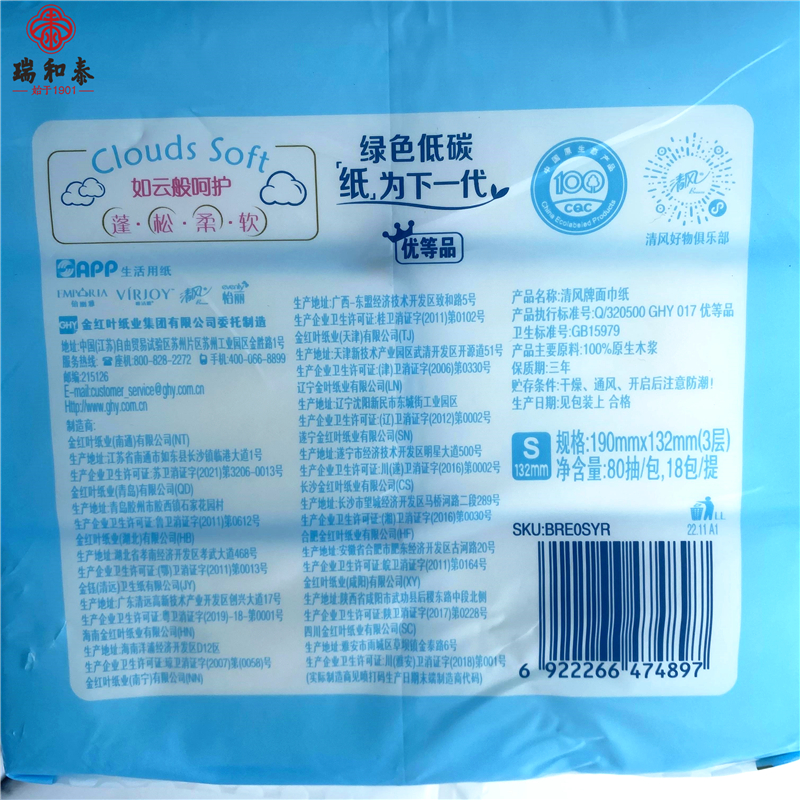 瑞和泰
始于1901
Clouds Soft
如云般呵护
蓬·松·柔·软
绿色低碳
「纸」为下一代
优等品
中国原生态产品
100
CQC
China Ecolabeled Products
清风
清风好物俱乐部
APP 生活用纸
EMPORIA VIRJOY 清风 evenly 怡丽
GHY 金红叶纸业集团有限公司委托制造
地址:中国(江苏)自由贸易试验区苏州片区苏州工业园区金胜路1号
服务热线:座机:800-828-2272 手机:400-066-8899
邮编:215126
E-mail:customer_service@ghy.com.cn
Http://www.ghy.com.cn
制造商:
金红叶纸业(南通)有限公司(NT)
生产地址:江苏省南通市如东县长沙镇临港大道1号
生产企业卫生许可证:苏卫消证字(2021)第3206-0013号
金红叶纸业(青岛)有限公司(QD)
生产地址:青岛胶州市胶西镇石家花园村
生产企业卫生许可证:鲁卫消证字(2011)第0612号
金红叶纸业(湖北)有限公司(YB)
生产地址:湖北省孝南经济开发区孝武大道468号
生产企业卫生许可证:(鄂)卫消证字(2011)第0013号
金钰(清远)卫生纸有限公司(JY)
生产地址:广东清远高新技术产业开发区创兴大道17号
生产企业卫生许可证:粤卫消证字(2019)-18-第0001号
海南金红叶纸业有限公司(HN)
生产地址:海南洋浦经济开发区D12区
生产企业卫生许可证:琼卫消证字(2007)第(0058)号
金红叶纸业(南宁)有限公司(NN)
生产地址:广西-东盟经济技术开发区致和路5号
生产企业卫生许可证:桂卫消证字(2011)第0102号
金红叶纸业(天津)有限公司(TJ)
生产地址:天津新技术产业园区武清开发区开源道51号
生产企业卫生许可证:(津)卫消证字(2006)第0330号
辽宁金红叶纸业有限公司(LN)
生产地址:辽宁沈阳新民市东城街工业园区
生产企业卫生许可证:(辽)卫消证字(2012)第0002号
遂宁金红叶纸业有限公司(SN)
生产地址:遂宁市经济技术开发区明星大道500号
生产企业卫生许可证:川(遂)卫消证字(2016)第0002号
长沙金红叶纸业有限公司(CS)
生产地址:长沙市望城经济开发区马桥河路二段289号
生产企业卫生许可证:(湘)卫消证字(2016)第0030号
合肥金红叶纸业有限公司(HF)
生产地址:安徽省合肥市肥东经济开发区古河路20号
生产企业卫生许可证:皖卫消证字(2011)第0164号
金红叶纸业(咸阳)有限公司(XY)
生产地址:陕西省咸阳市武功县后稷东路中段北侧
生产企业卫生许可证:陕卫消证字(2017)第0228号
四川金红叶纸业有限公司(SC)
生产地址:雅安市雨城区草坝镇金泰路6号
生产企业卫生许可证:川(雅安)卫消证字(2018)第001号
(实际制造商见喷打码生产日期末端制造商代码)
产品名称:清风牌面巾纸
产品执行标准号:Q/320500 GHY 017 优等品
卫生标准号:GB15979
产品主要原料:100%原生木浆
保质期:三年
贮存条件:干燥、通风、开启后注意防潮!
生产日期:见包装上 合格
S
132mm
规格:190mmx132mm(3层)
净含量:80抽/包,18包/提
LL
22.11 A1
SKU:BRE0SYR
6 922266 474897